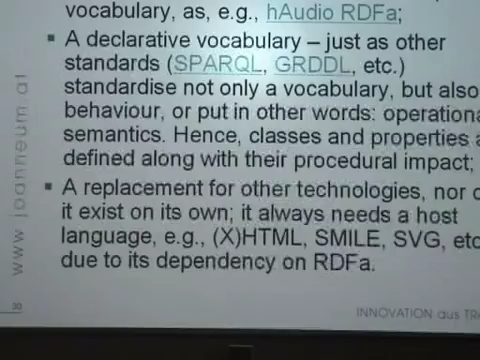 vocabulary, as, e.g., hAudio RDFa;
A declarative vocabulary – just as other
standards (SPARQL, GRDDL, etc.)
standardise not only a vocabulary, but also
behaviour, or put in other words: operationa
semantics. Hence, classes and properties a
defined along with their procedural impact;
A replacement for other technologies, nor d
it exist on its own; it always needs a host
language, e.g., (X)HTML, SMILE, SVG, etc
due to its dependency on RDFa.
www joanneum at
30
INNOVATION aus TRA